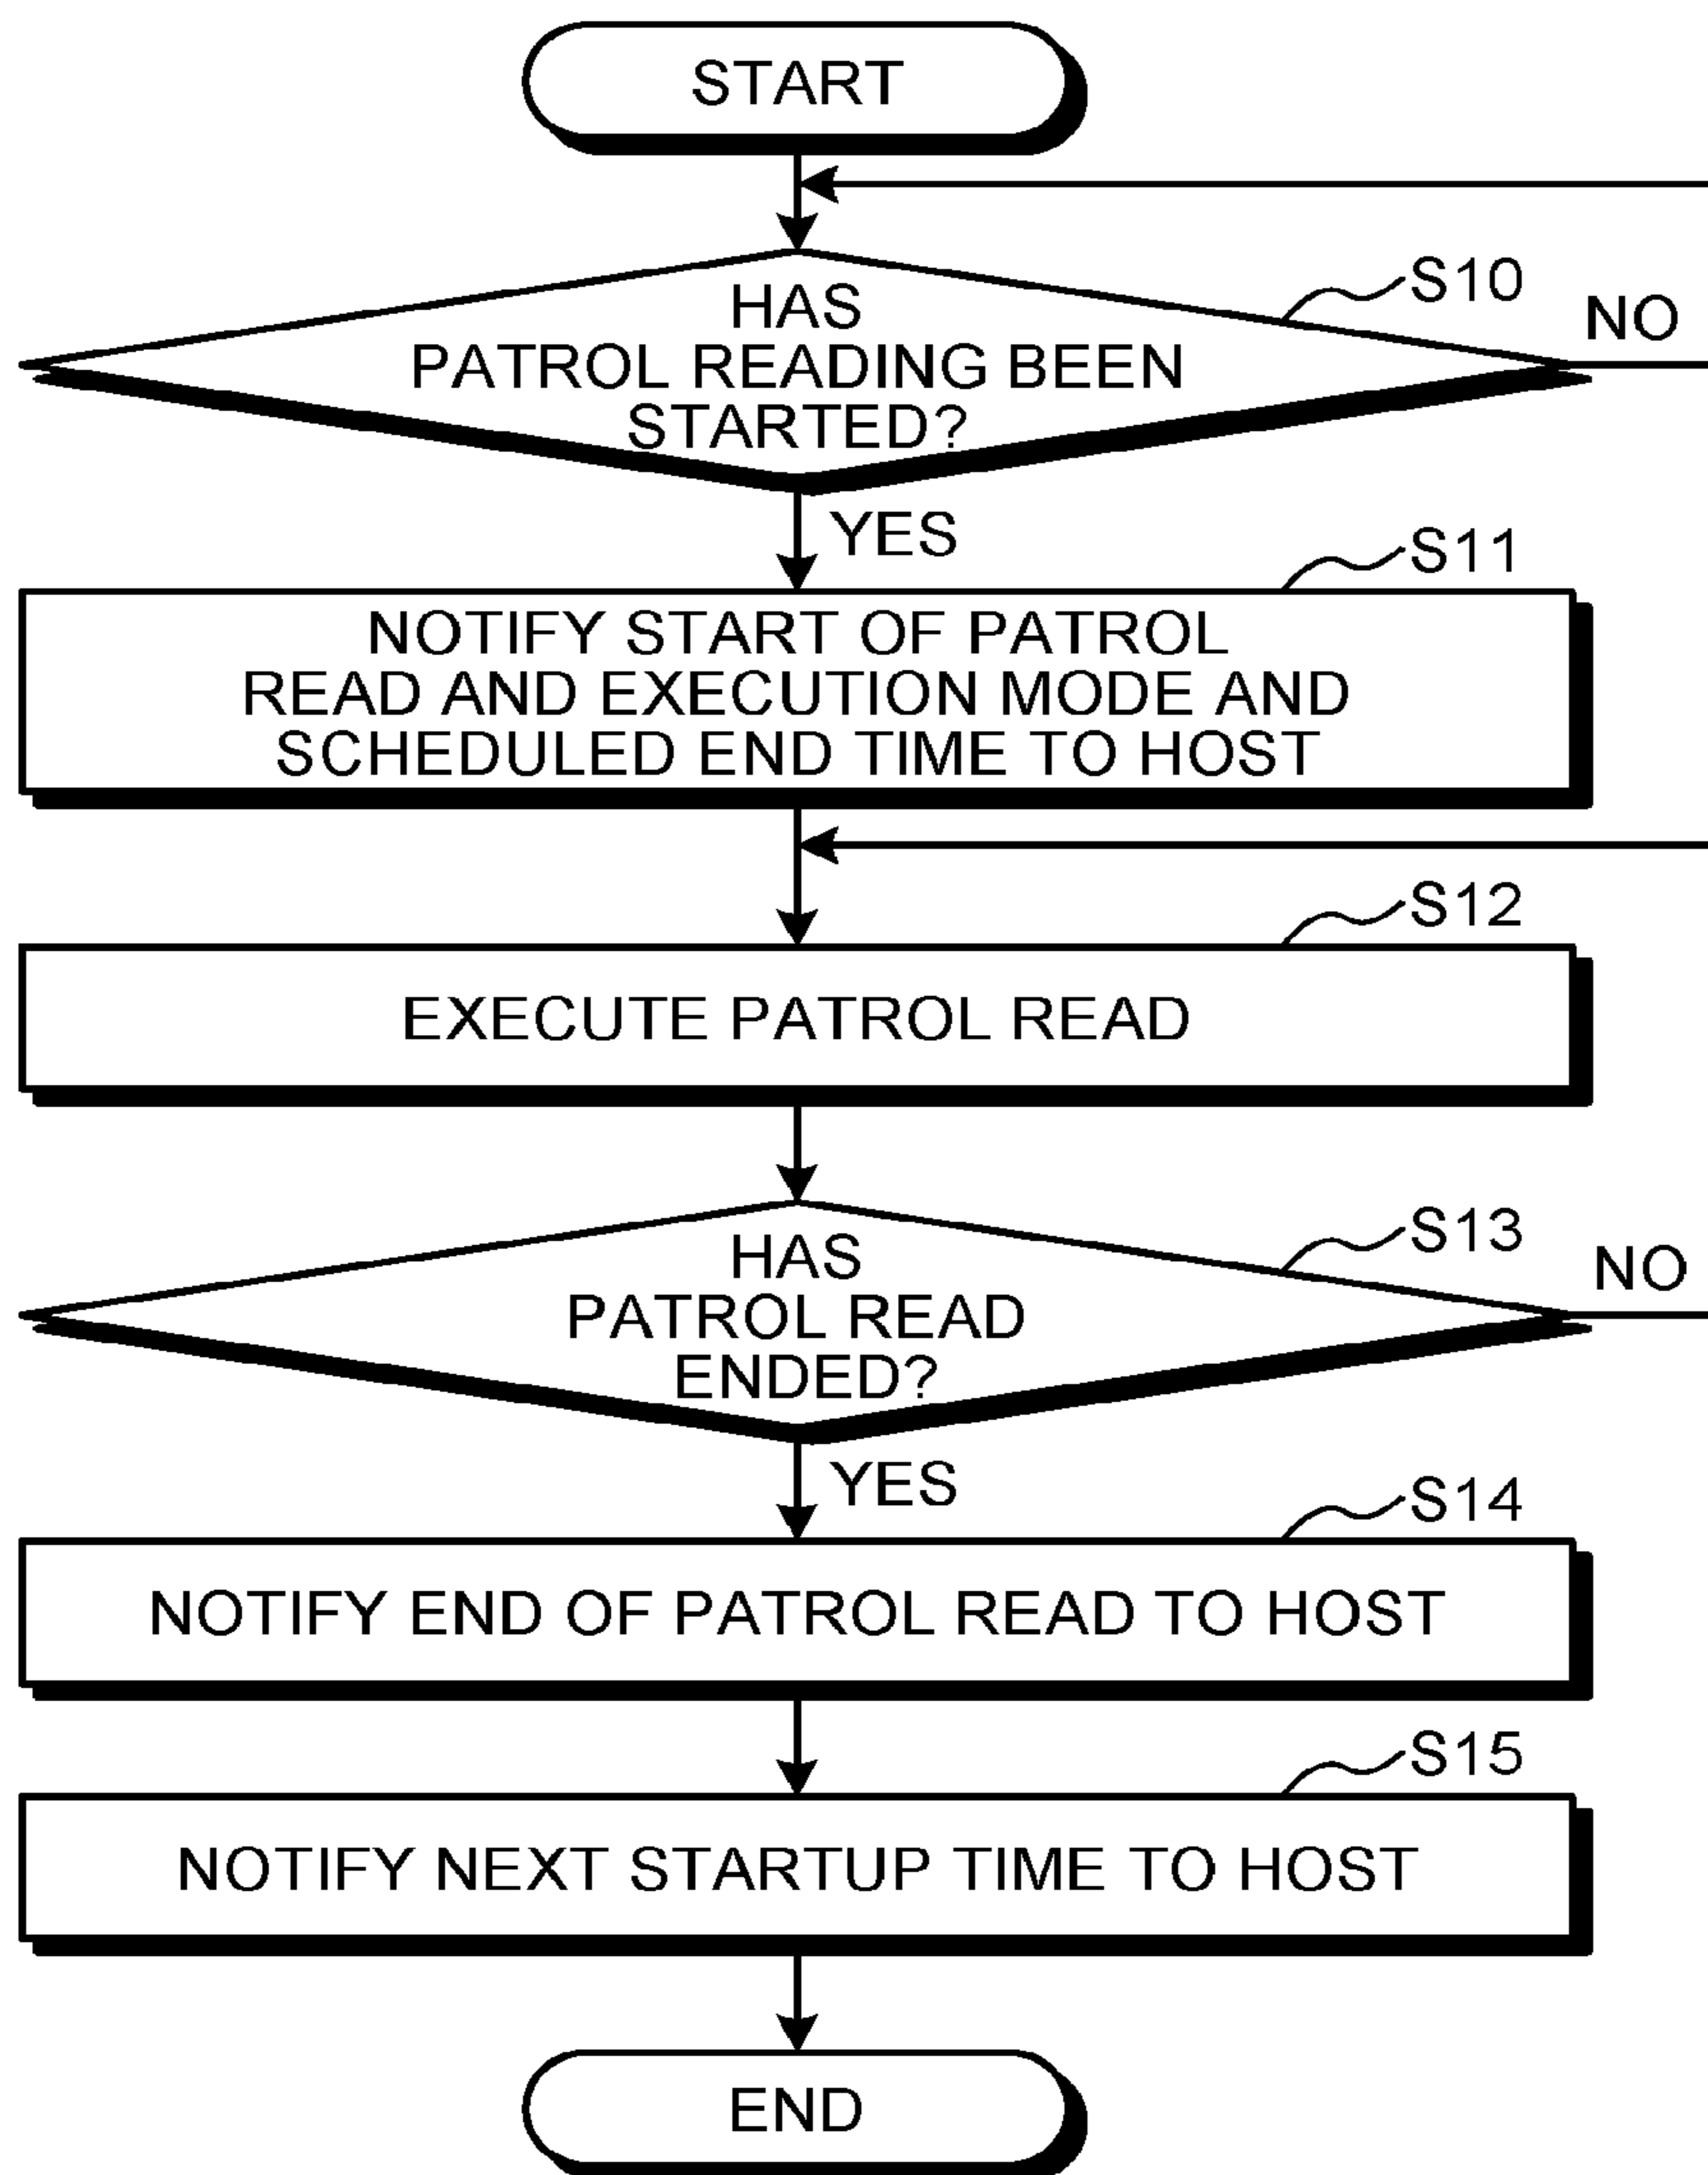 START
S10
HAS
NO
PATROL READING BEEN
STARTED?
YES
S11
NOTIFY START OF PATROL
READ AND EXECUTION MODE AND
SCHEDULED END TIME TO HOST
S12
EXECUTE PATROL READ
S13
HAS
NO
PATROL READ
ENDED?
YES
S14
NOTIFY END OF PATROL READ TO HOST
S15
NOTIFY NEXT STARTUP TIME TO HOST
END